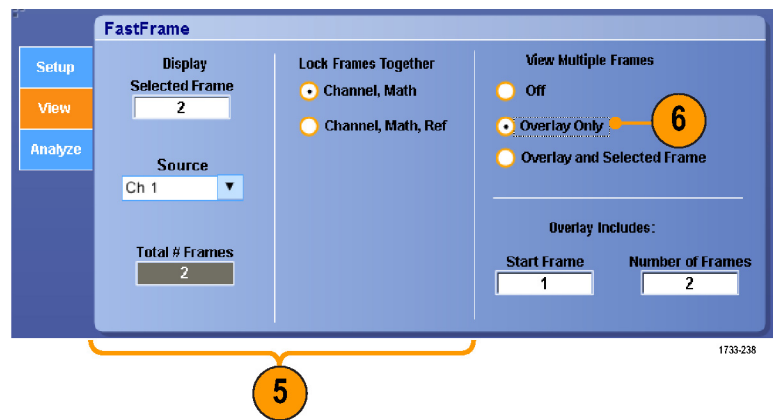 FastFrame
Setup
View
Analyze
Display
Selected Frame
2
Source
Ch 1
Total # Frames
2
Lock Frames Together
Channel, Math
Channel, Math, Ref
View Multiple Frames
Off
Overlay Only
6
Overlay and Selected Frame
Overlay Includes:
Start Frame Number of Frames
1 2
1733-238
5